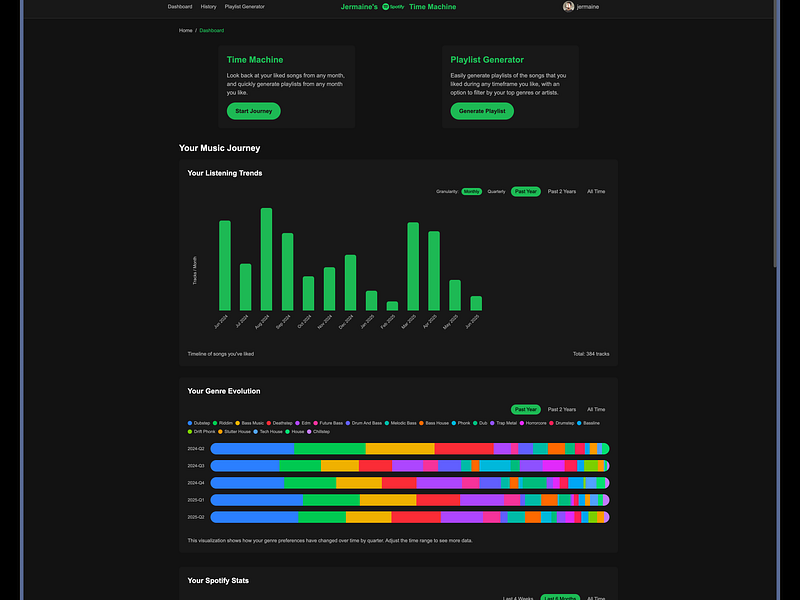 Dashboard History Playlist Generator
Jermaine's Spotify Time Machine
jermaine
Home / Dashboard
Time Machine
Look back at your liked songs from any month,
and quickly generate playlists from any month
you like.
Start Journey
Playlist Generator
Easily generate playlists of the songs that you
liked during any timeframe you like, with an
option to filter by your top genres or artists.
Generate Playlist
Your Music Journey
Your Listening Trends
Granularity: Monthly Quarterly Past Year Past 2 Years All Time
Tracks / Month
Jun 2024 Jul 2024 Aug 2024 Sep 2024 Oct 2024 Nov 2024 Dec 2024 Jan 2025 Feb 2025 Mar 2025 Apr 2025 May 2025 Jun 2025
Timeline of songs you've liked
Total: 384 tracks
Your Genre Evolution
Past Year Past 2 Years All Time
Dubstep Riddim Bass Music Deathstep Edm Future Bass Drum And Bass Melodic Bass Bass House Phonk Dub Trap Metal Horrorcore Drumstep Bassline
Drift Phonk Stutter House Tech House House Chillstep
2024-Q2
2024-Q3
2024-Q4
2025-Q1
2025-Q2
This visualization shows how your genre preferences have changed over time by quarter. Adjust the time range to see more data.
Your Spotify Stats
Last 4 Weeks Last 6 Months All Time